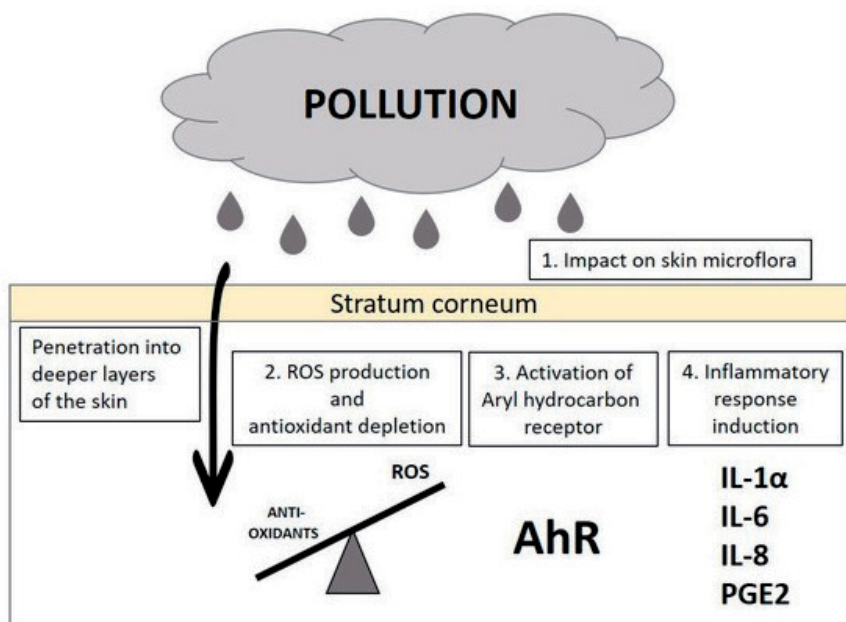 POLLUTION
1. Impact on skin microflora
Stratum corneum
Penetration into
deeper layers
of the skin
2. ROS production
and
antioxidant depletion
3. Activation of
Aryl hydrocarbon
receptor
4. Inflammatory
response
induction
ROS
ANTI-
OXIDANTS
AhR
IL-1α
IL-6
IL-8
PGE2